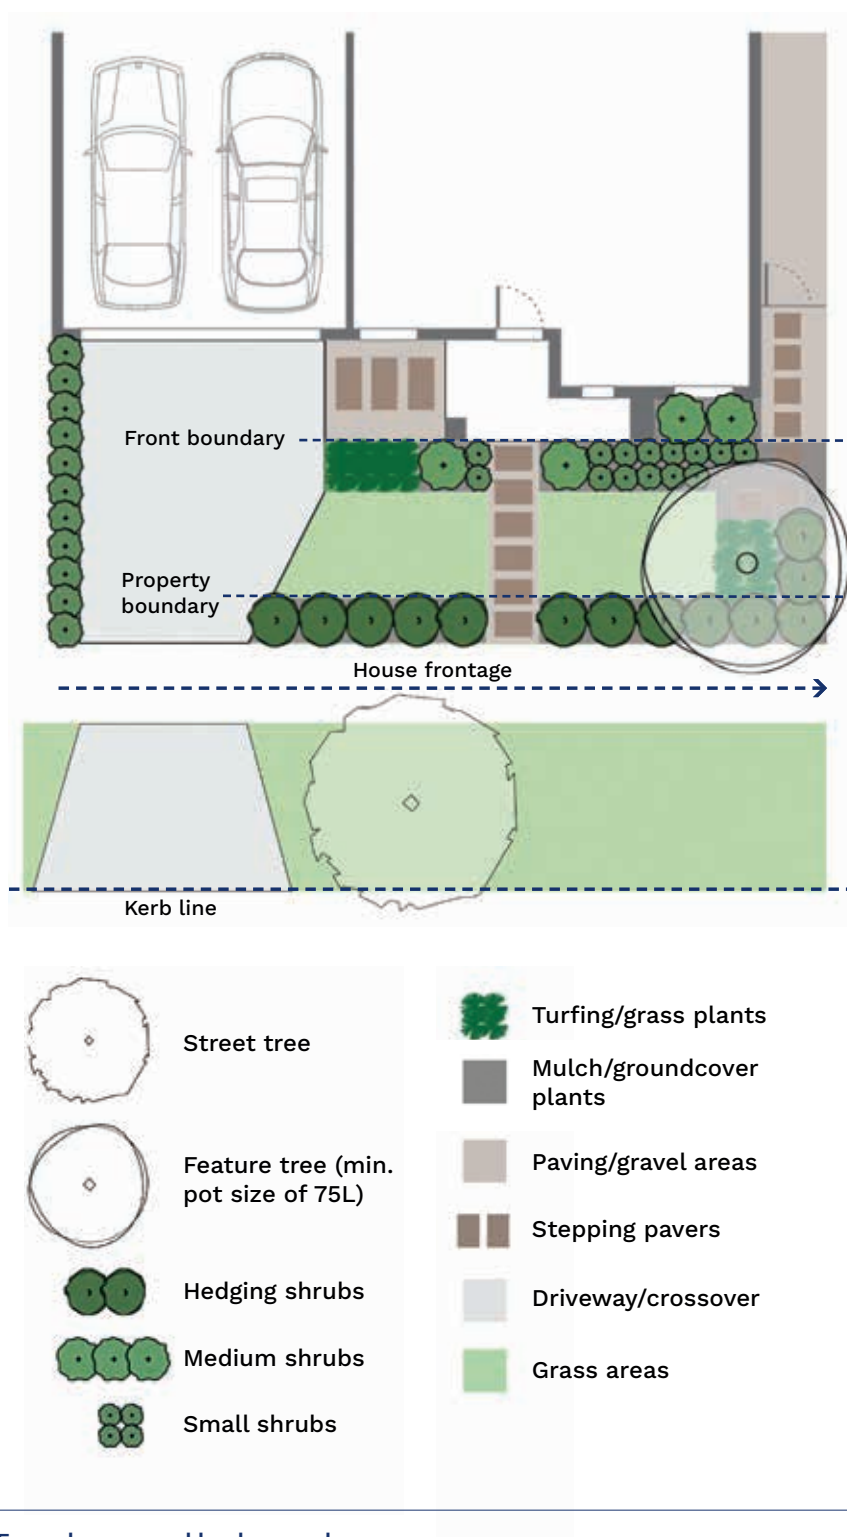 Front boundary
Property
boundary
House frontage
Kerb line
Street tree
Feature tree (min.
pot size of 75L)
Hedging shrubs
Medium shrubs
Small shrubs
Turfing/grass plants
Mulch/groundcover
plants
Paving/gravel areas
Stepping pavers
Driveway/crossover
Grass areas